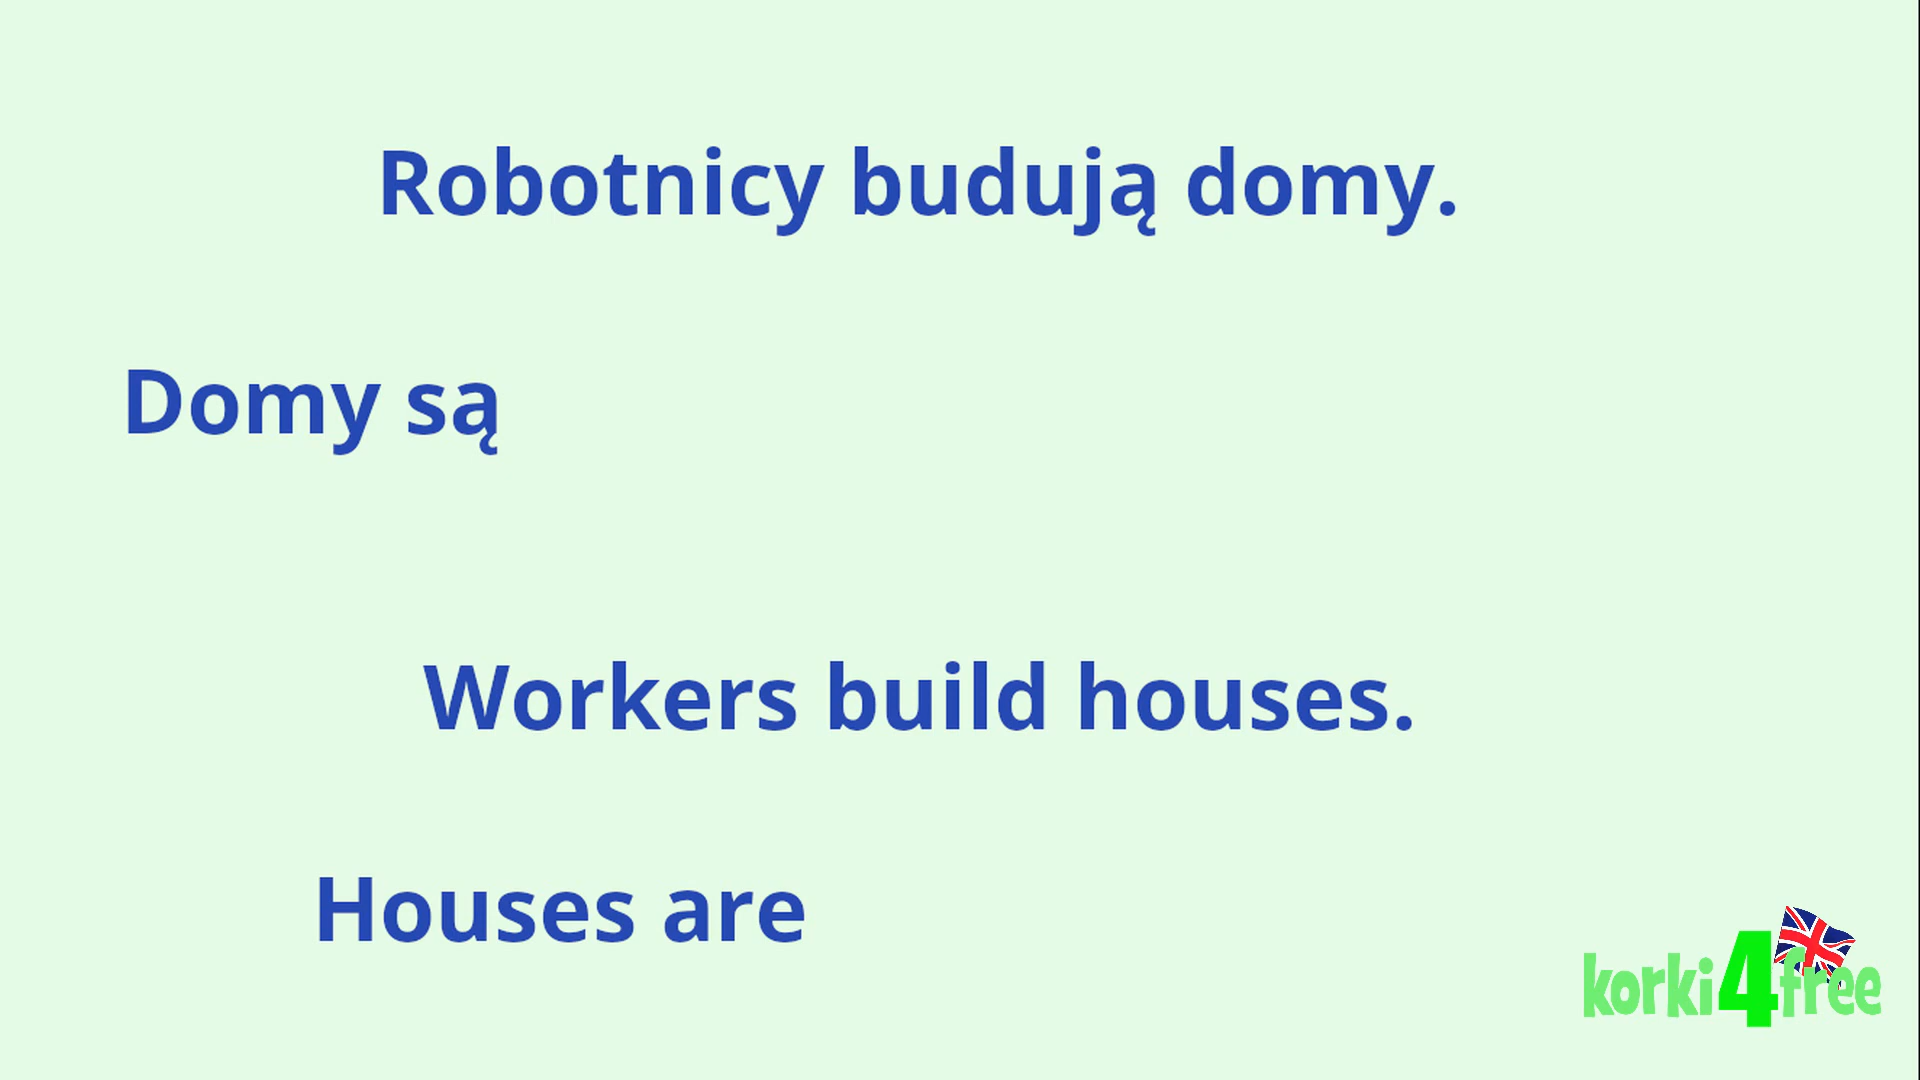 Robotnicy budują domy.
Domy są
Workers build houses.
Houses are
korki4free